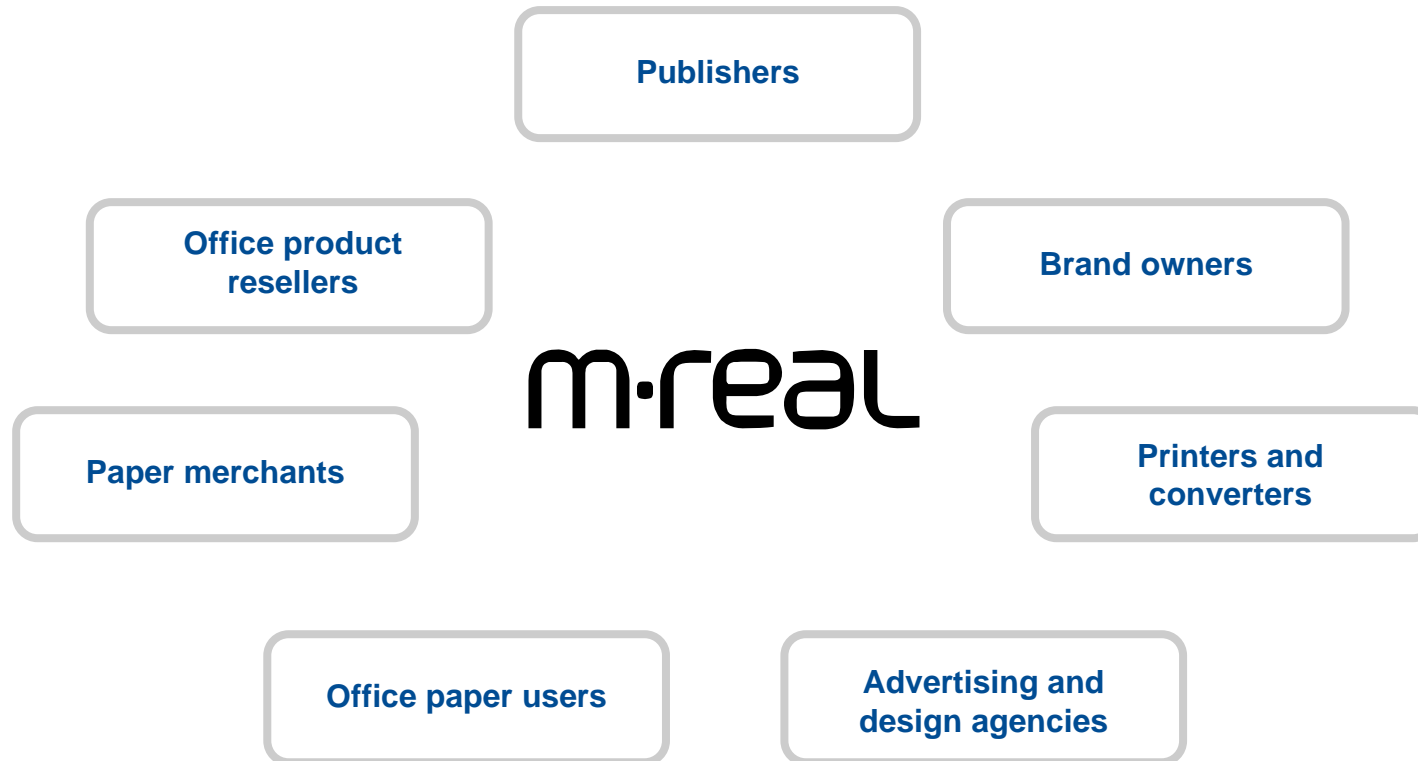 Publishers
Office product
resellers
Brand owners
m·real
Paper merchants
Printers and
converters
Office paper users
Advertising and
design agencies